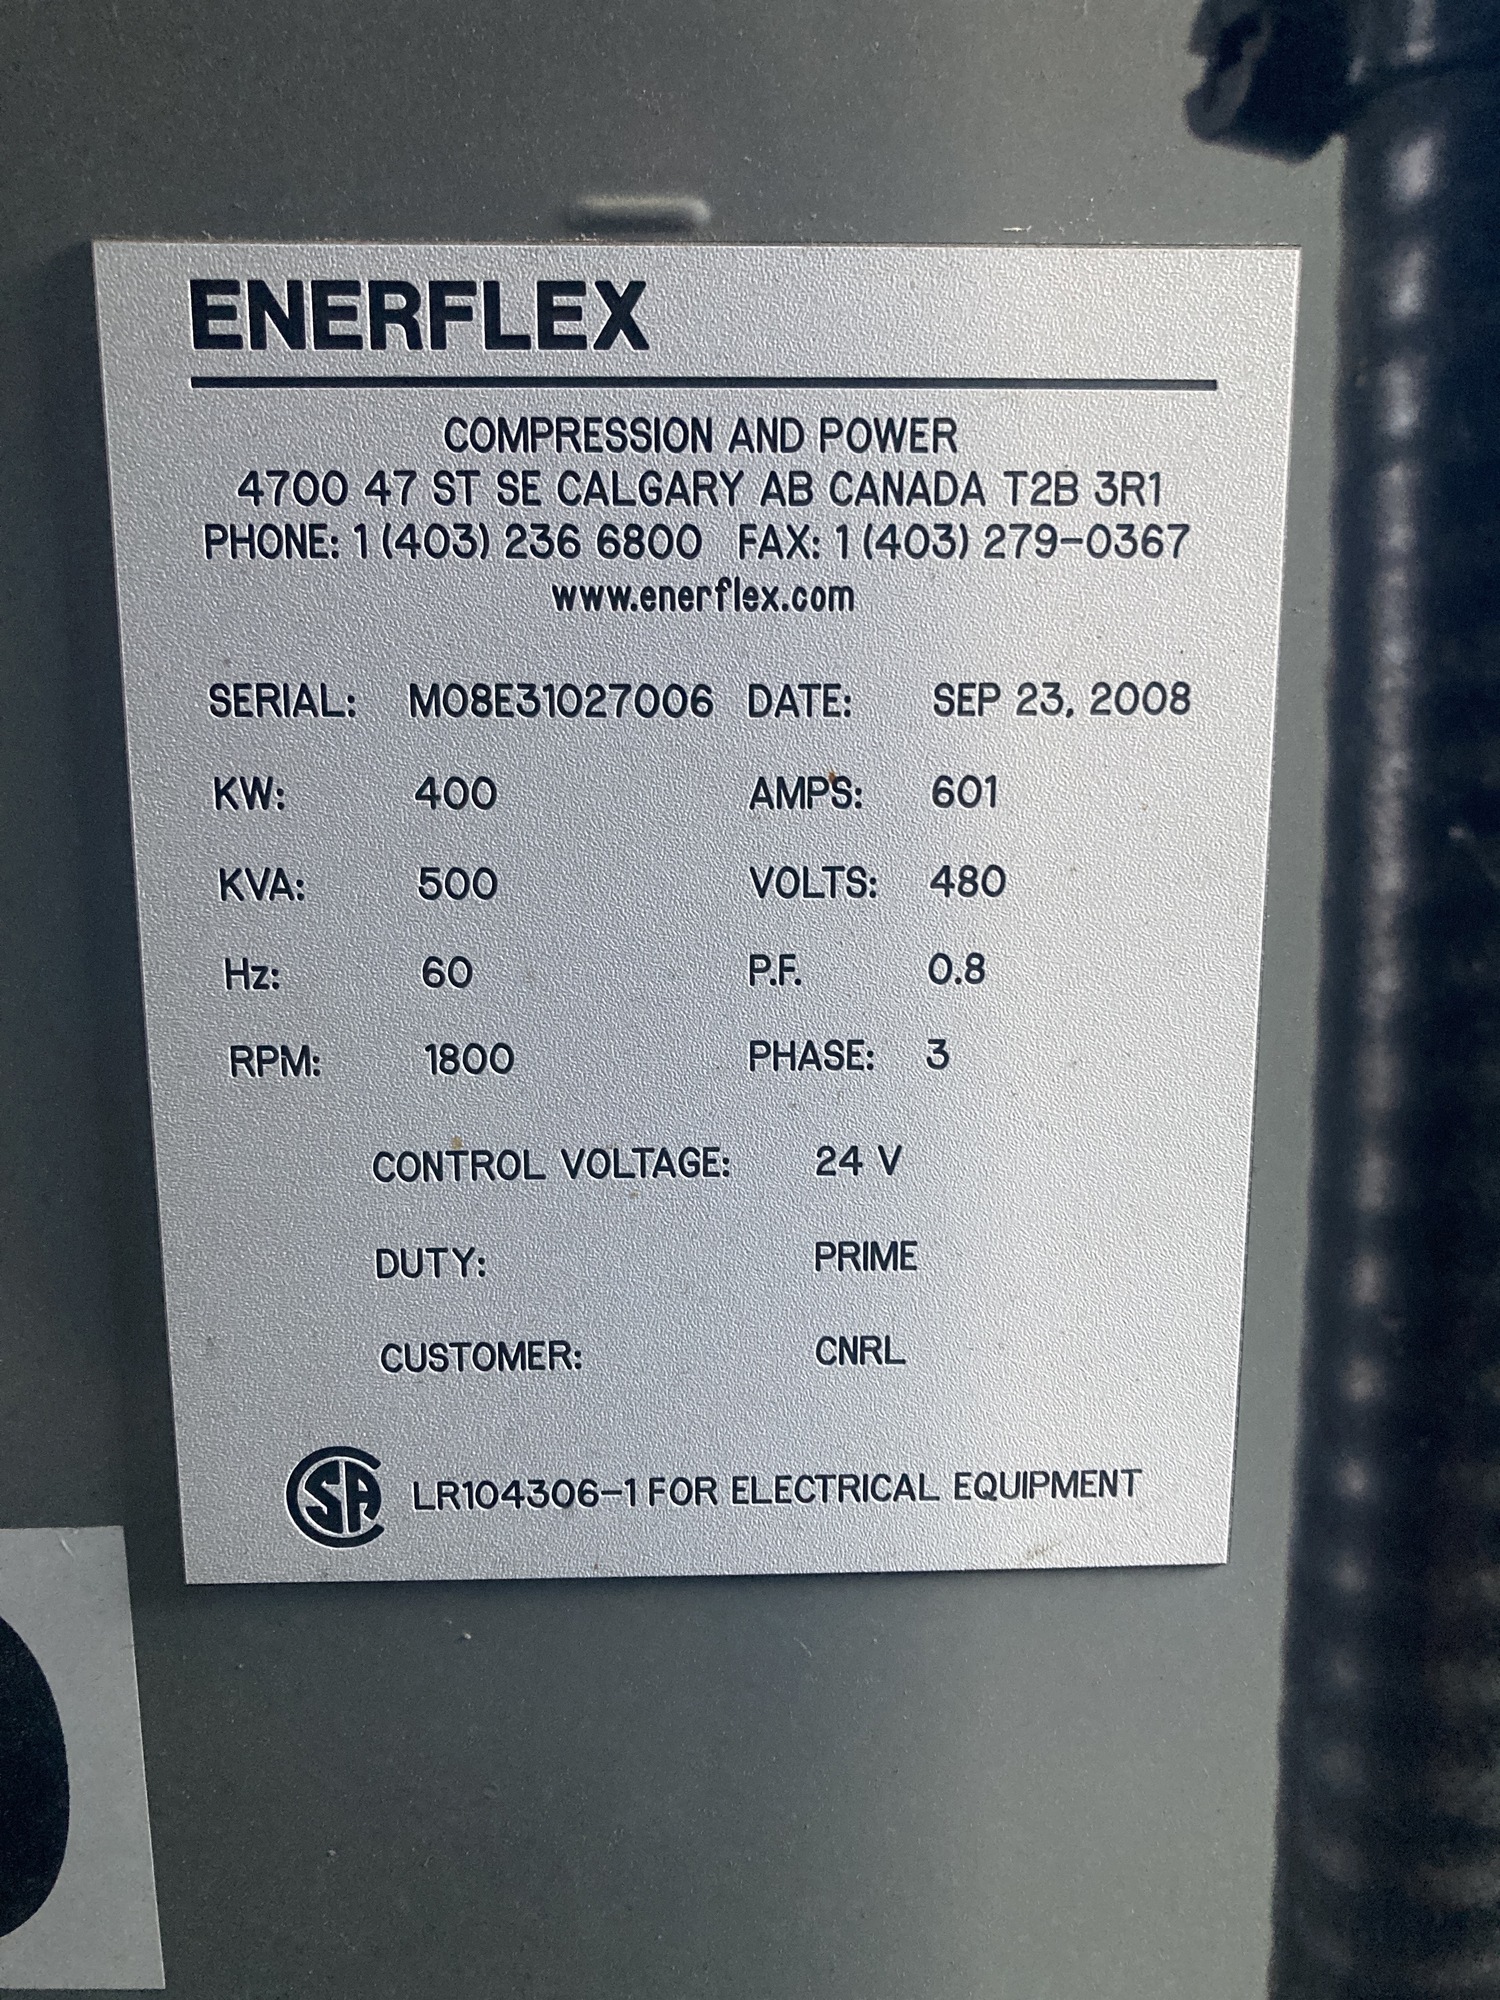 ENERFLEX
COMPRESSION AND POWER
4700 47 ST SE CALGARY AB CANADA T2B 3R1
PHONE: 1 (403) 236 6800 FAX: 1 (403) 279-0367
www.enerflex.com
SERIAL: M08E31027006 DATE: SEP 23, 2008
KW: 400 AMPS: 601
KVA: 500 VOLTS: 480
Hz: 60 P.F. 0.8
RPM: 1800 PHASE: 3
CONTROL VOLTAGE: 24 V
DUTY: PRIME
CUSTOMER: CNRL
CSA LR104306-1 FOR ELECTRICAL EQUIPMENT